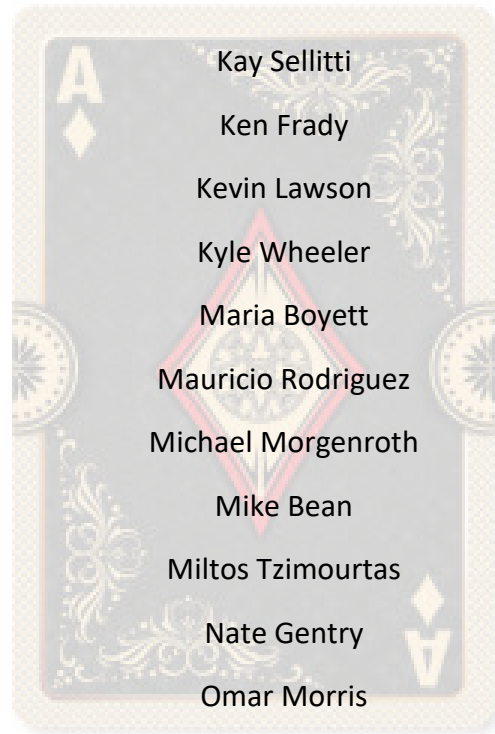 A
Kay Sellitti
Ken Frady
Kevin Lawson
Kyle Wheeler
Maria Boyett
Mauricio Rodriguez
Michael Morgenroth
Mike Bean
Miltos Tzimourtas
Nate Gentry
Omar Morris
A